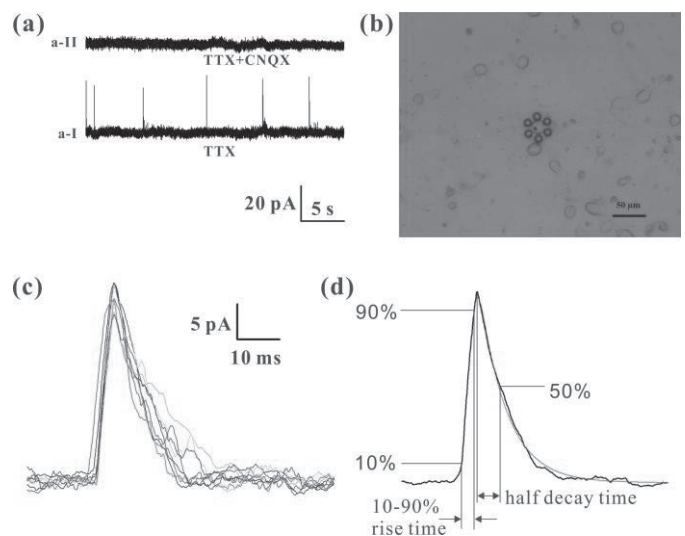 (a)
a-II
TTX+CNQX
a-I
TTX
20 pA
5 s
(b)
50 μm
(c)
5 pA
10 ms
(d)
90%
50%
10%
half decay time
10-90%
rise time